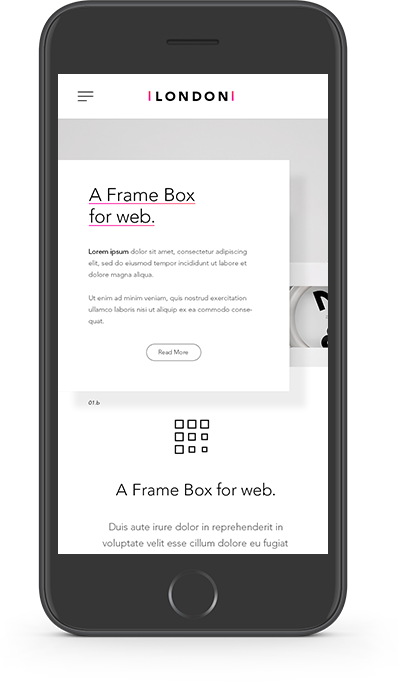 |LONDON|
A Frame Box
for web.
Lorem ipsum dolor sit amet, consectetur adipiscing
elit, sed do eiusmod tempor incididunt ut labore et
dolore magna aliqua.
Ut enim ad minim veniam, quis nostrud exercitation
ullamco laboris nisi ut aliquip ex ea commodo conse-
quat.
Read More
01.b
A Frame Box for web.
Duis aute irure dolor in reprehenderit in
voluptate velit esse cillum dolore eu fugiat